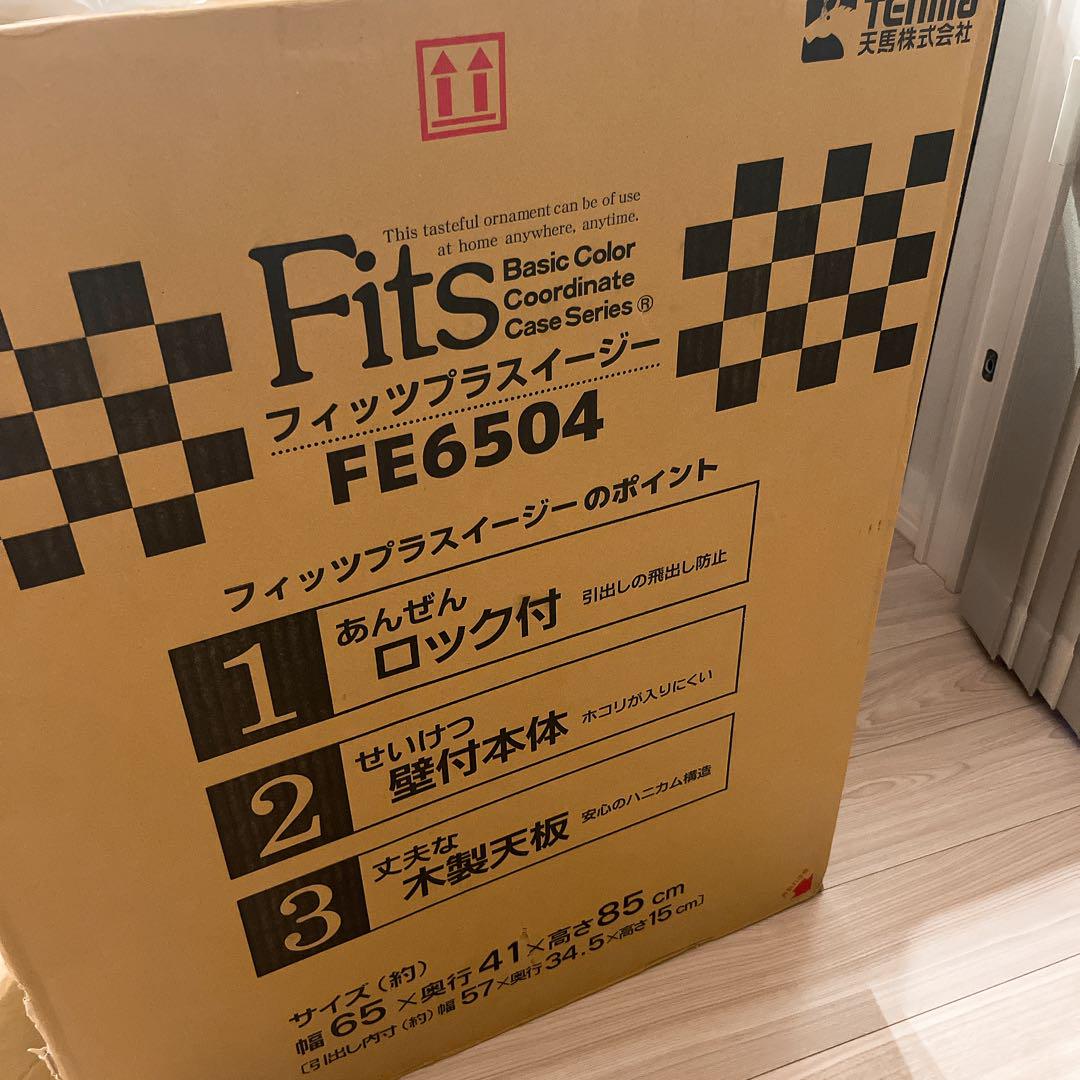 Tenma
天馬株式会社
This tasteful ornament can be of use
at home anywhere, anytime.
Fits
Basic Color
Coordinate
Case Series®
フィッツプラスイージー
FE6504
フィッツプラスイージーのポイント
1 あんぜん
ロック付 引出しの飛出し防止
2 せいけつ
壁付本体 ホコリが入りにくい
3 丈夫な
木製天板 安心のハニカム構造
サイズ(約)
幅65×奥行41×高さ85cm
[引出し内寸(約)幅57×奥行34.5×高さ15cm]